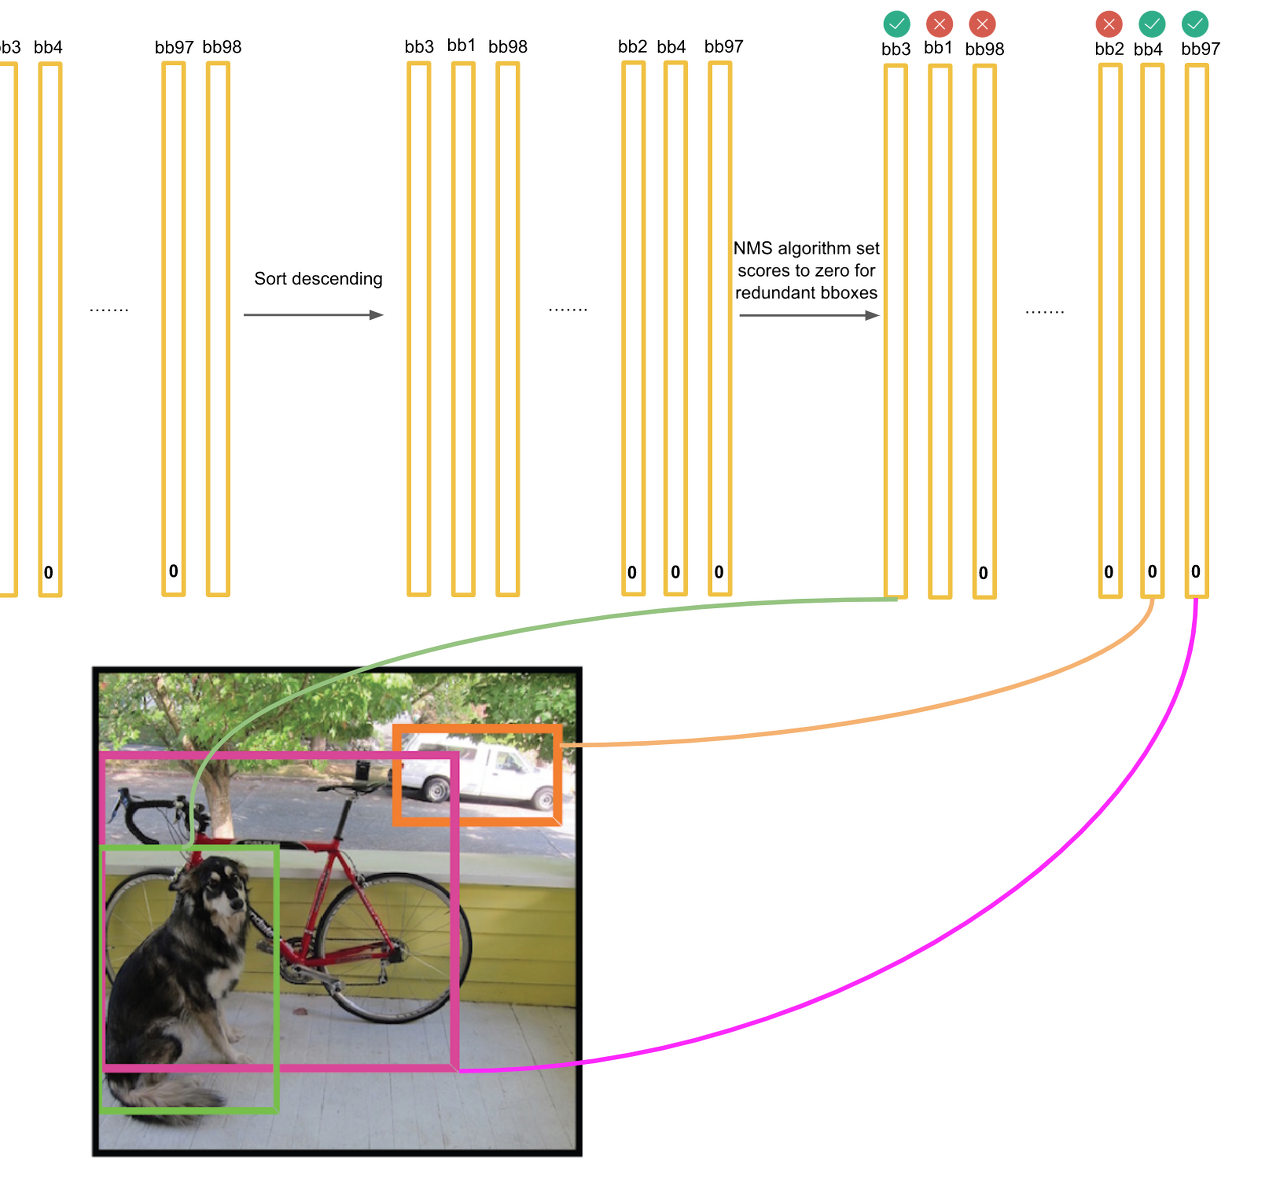 b3 bb4 bb97 bb98 bb3 bb1 bb98 bb2 bb4 bb97 bb3 bb1 bb98 bb2 bb4 bb97
NMS algorithm set
scores to zero for
redundant bboxes
Sort descending
....... ....... .......
0 0 0 0 0 0 0 0 0